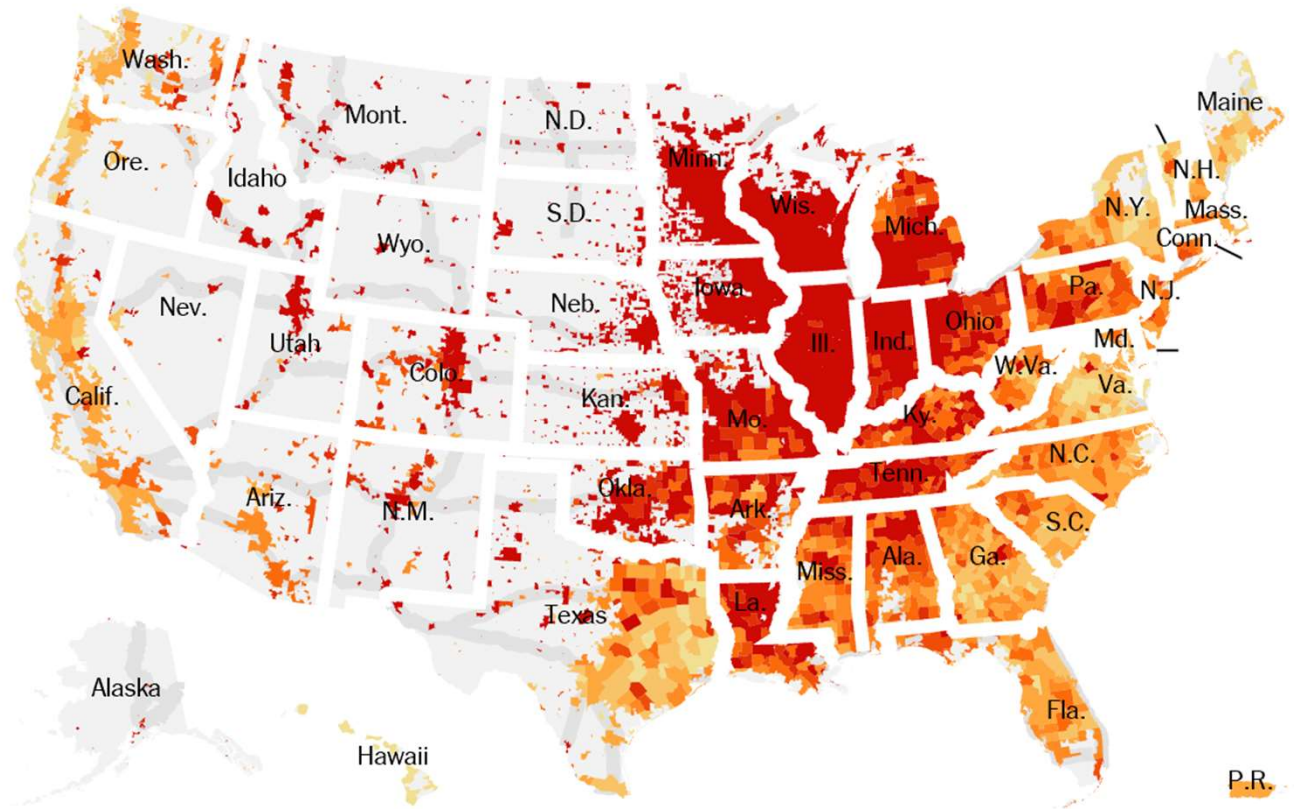 Wash.
Maine
Mont.
N.D.
Minn.
Ore.
Idaho
N.H.
S.D.
Wis.
N.Y.
Mass.
Mich.
Wyo.
Conn.
Nev.
Neb.
Iowa
Pa.
N.J.
Utah
Ohio
Ill.
Ind.
Md.
Colo.
W.Va.
Calif.
Kan.
Va.
Mo.
Ky.
N.C.
Tenn.
Okla.
Ariz.
N.M.
Ark.
S.C.
Miss.
Ala.
Ga.
La.
Texas
Alaska
Fla.
Hawaii
P.R.